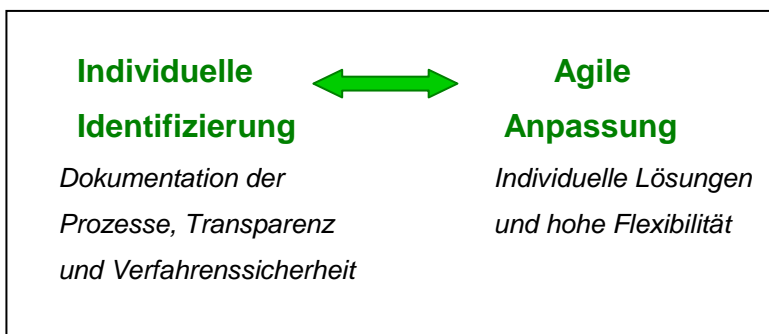 Individuelle
Identifizierung
Dokumentation der
Prozesse, Transparenz
und Verfahrenssicherheit
Agile
Anpassung
Individuelle Lösungen
und hohe Flexibilität